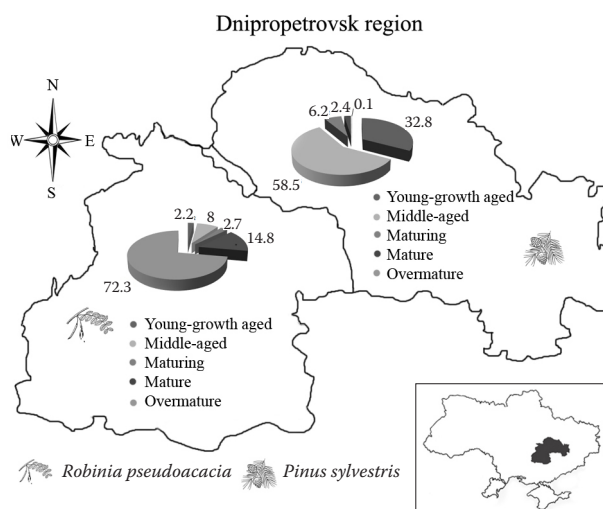 Dnipropetrovsk region
N
W E
S
6.2 2.4 0.1
32.8
58.5
Young-growth aged
Middle-aged
Maturing
Mature
Overmature
2.2 8
2.7
14.8
72.3
Young-growth aged
Middle-aged
Maturing
Mature
Overmature
Robinia pseudoacacia Pinus sylvestris